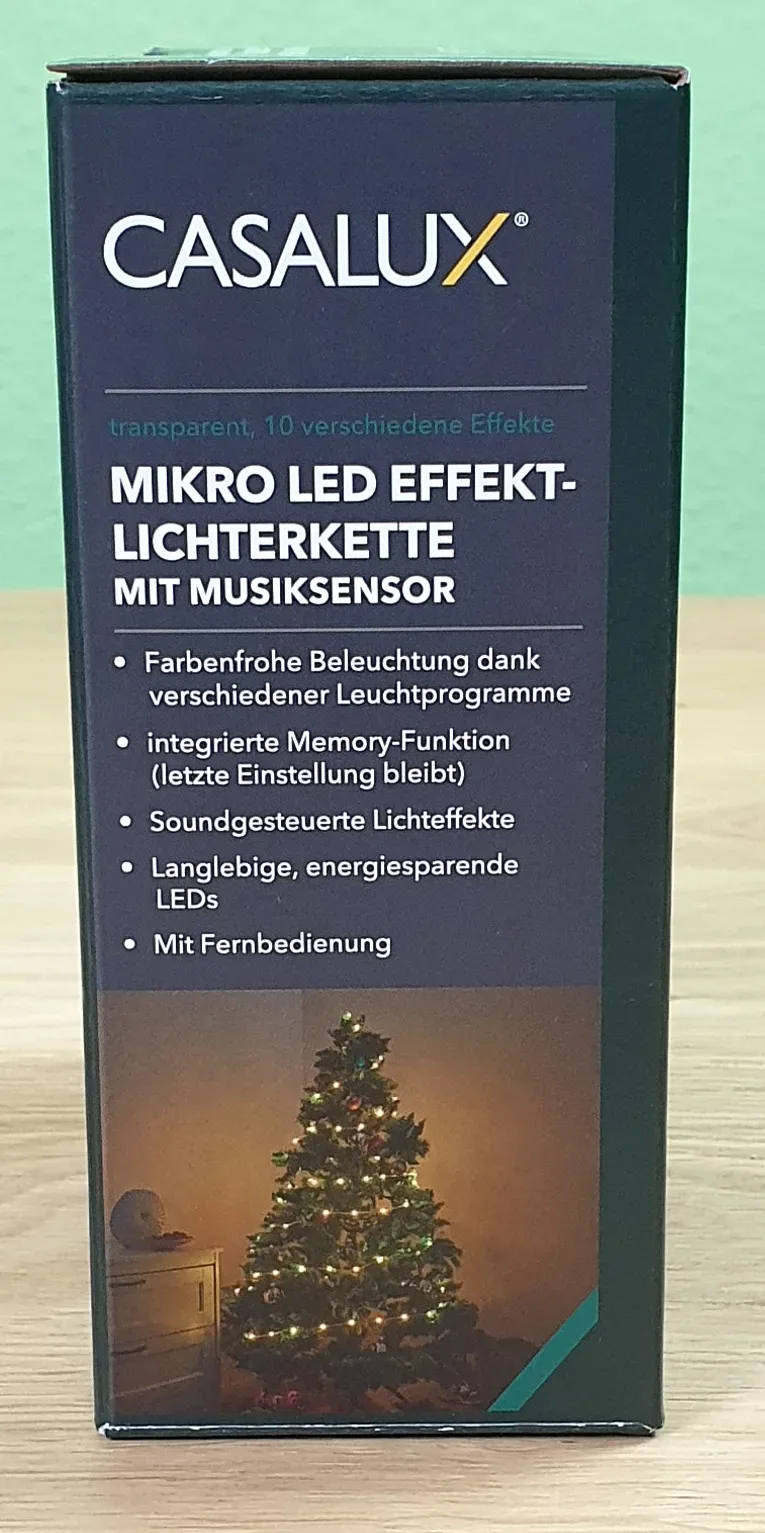 CASALUX®
transparent, 10 verschiedene Effekte
MIKRO LED EFFEKT-
LICHTERKETTE
MIT MUSIKSENSOR
• Farbenfrohe Beleuchtung dank
verschiedener Leuchtprogramme
• integrierte Memory-Funktion
(letzte Einstellung bleibt)
• Soundgesteuerte Lichteffekte
• Langlebige, energiesparende
LEDs
• Mit Fernbedienung